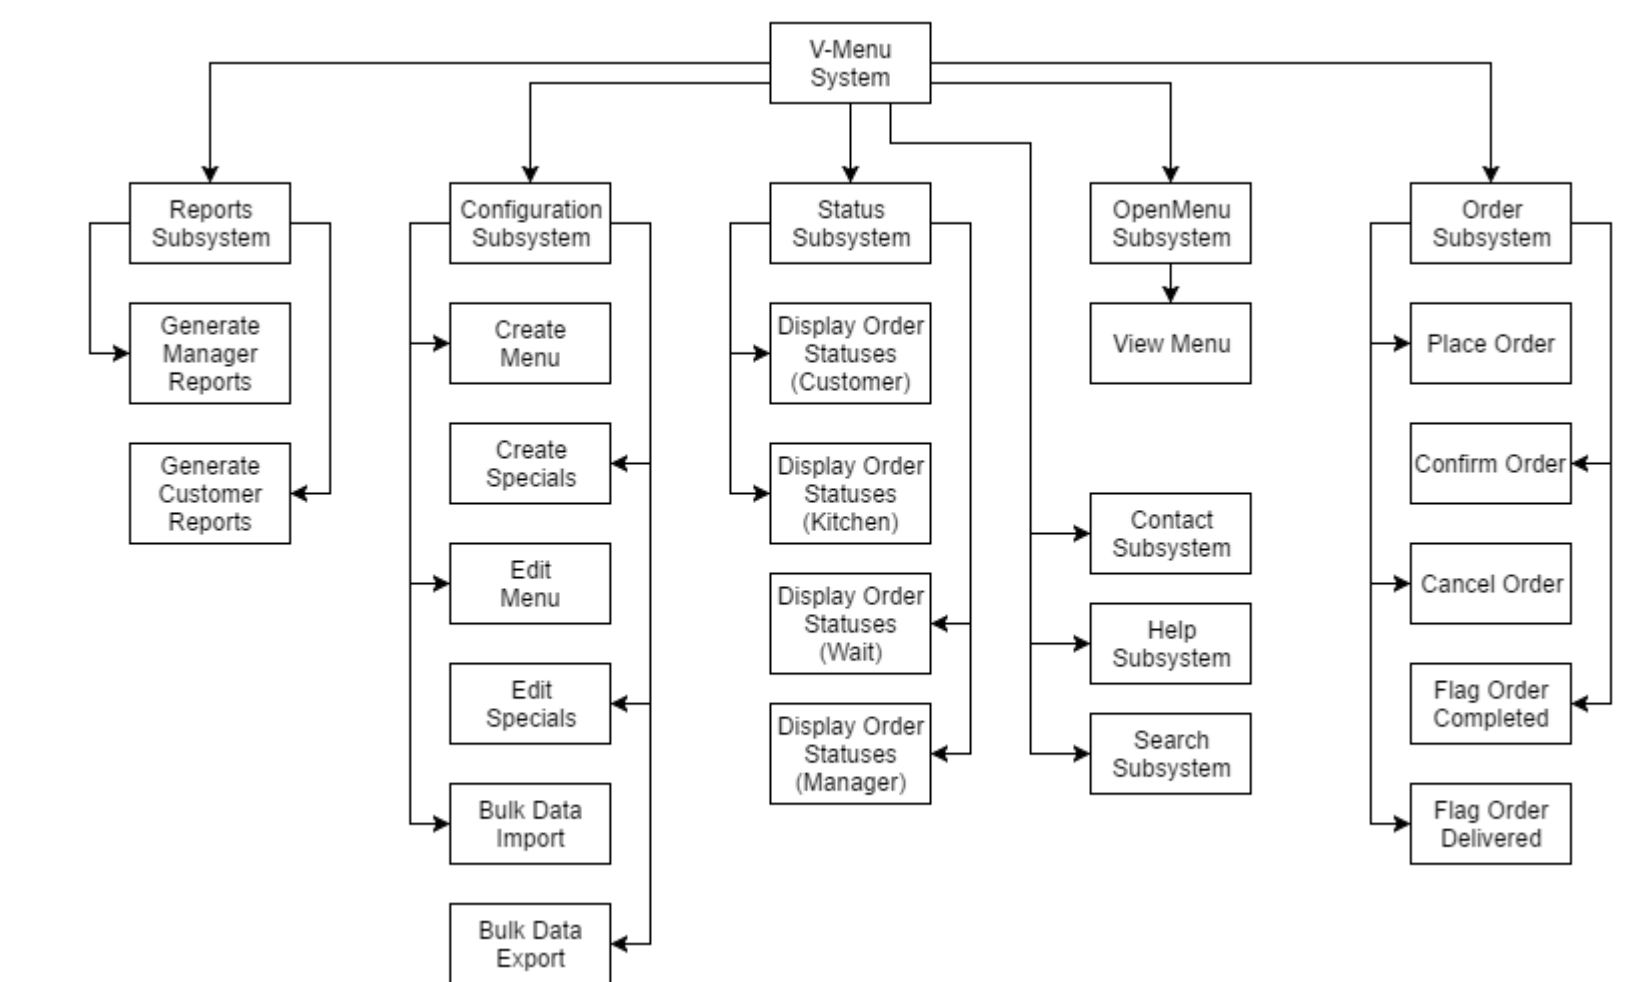 V-Menu
System
Reports
Subsystem
Generate
Manager
Reports
Generate
Customer
Reports
Configuration
Subsystem
Create
Menu
Create
Specials
Edit
Menu
Edit
Specials
Bulk Data
Import
Bulk Data
Export
Status
Subsystem
Display Order
Statuses
(Customer)
Display Order
Statuses
(Kitchen)
Display Order
Statuses
(Wait)
Display Order
Statuses
(Manager)
OpenMenu
Subsystem
View Menu
Contact
Subsystem
Help
Subsystem
Search
Subsystem
Order
Subsystem
Place Order
Confirm Order
Cancel Order
Flag Order
Completed
Flag Order
Delivered